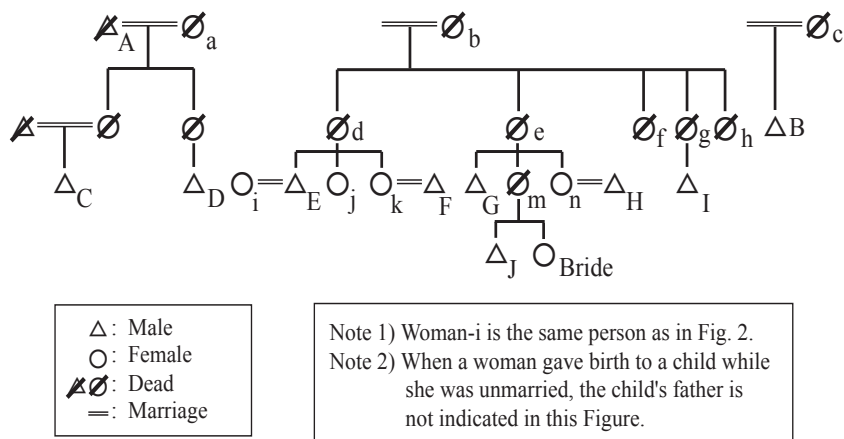 A a b c
d e f g h B
C D i E j k F G m n H I
J Bride
: Male
: Female
: Dead
: Marriage
Note 1) Woman-i is the same person as in Fig. 2.
Note 2) When a woman gave birth to a child while
she was unmarried, the child's father is
not indicated in this Figure.